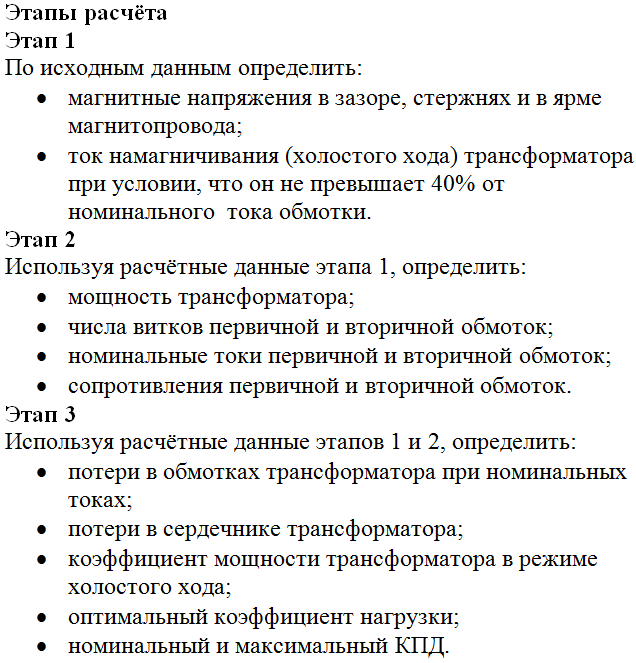 Этапы расчёта
Этап 1
По исходным данным определить:
• магнитные напряжения в зазоре, стержнях и в ярме
магнитопровода;
• ток намагничивания (холостого хода) трансформатора
при условии, что он не превышает 40% от
номинального тока обмотки.
Этап 2
Используя расчётные данные этапа 1, определить:
• мощность трансформатора;
• числа витков первичной и вторичной обмоток;
• номинальные токи первичной и вторичной обмоток;
• сопротивления первичной и вторичной обмоток.
Этап 3
Используя расчётные данные этапов 1 и 2, определить:
• потери в обмотках трансформатора при номинальных
токах;
• потери в сердечнике трансформатора;
• коэффициент мощности трансформатора в режиме
холостого хода;
• оптимальный коэффициент нагрузки;
• номинальный и максимальный КПД.